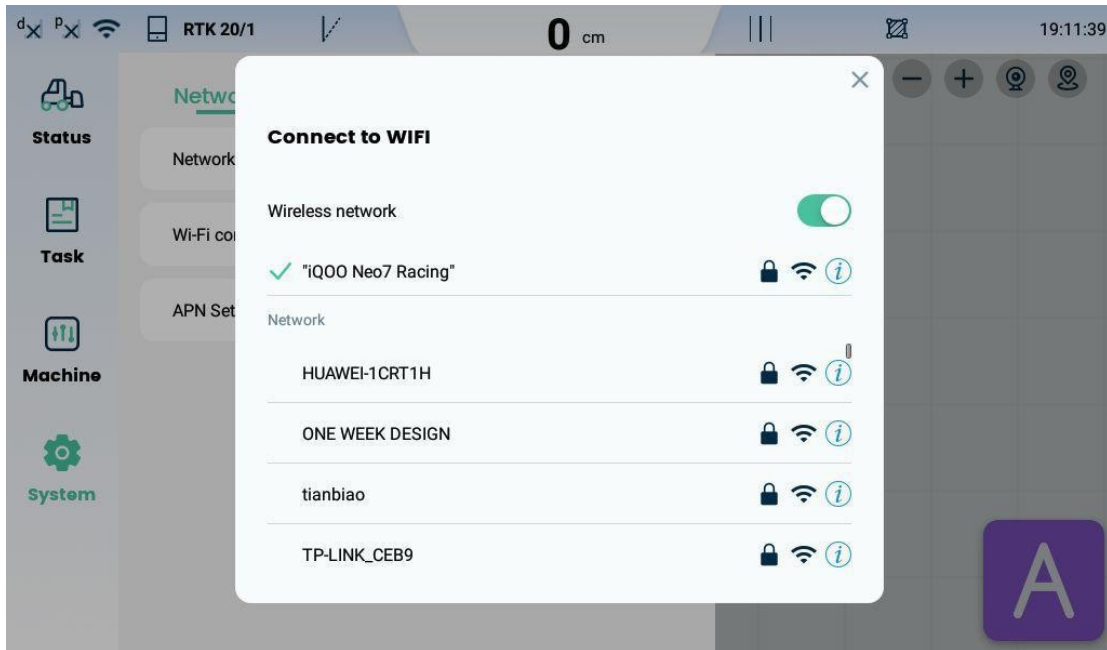 d P RTK 20/1 0 cm 19:11:39
Status
Task
Machine
System
Netwo
Network
Wi-Fi co
APN Set
Connect to WIFI
Wireless network
"iQOO Neo7 Racing"
Network
HUAWEI-1CRT1H
ONE WEEK DESIGN
tianbiao
TP-LINK_CEB9
A